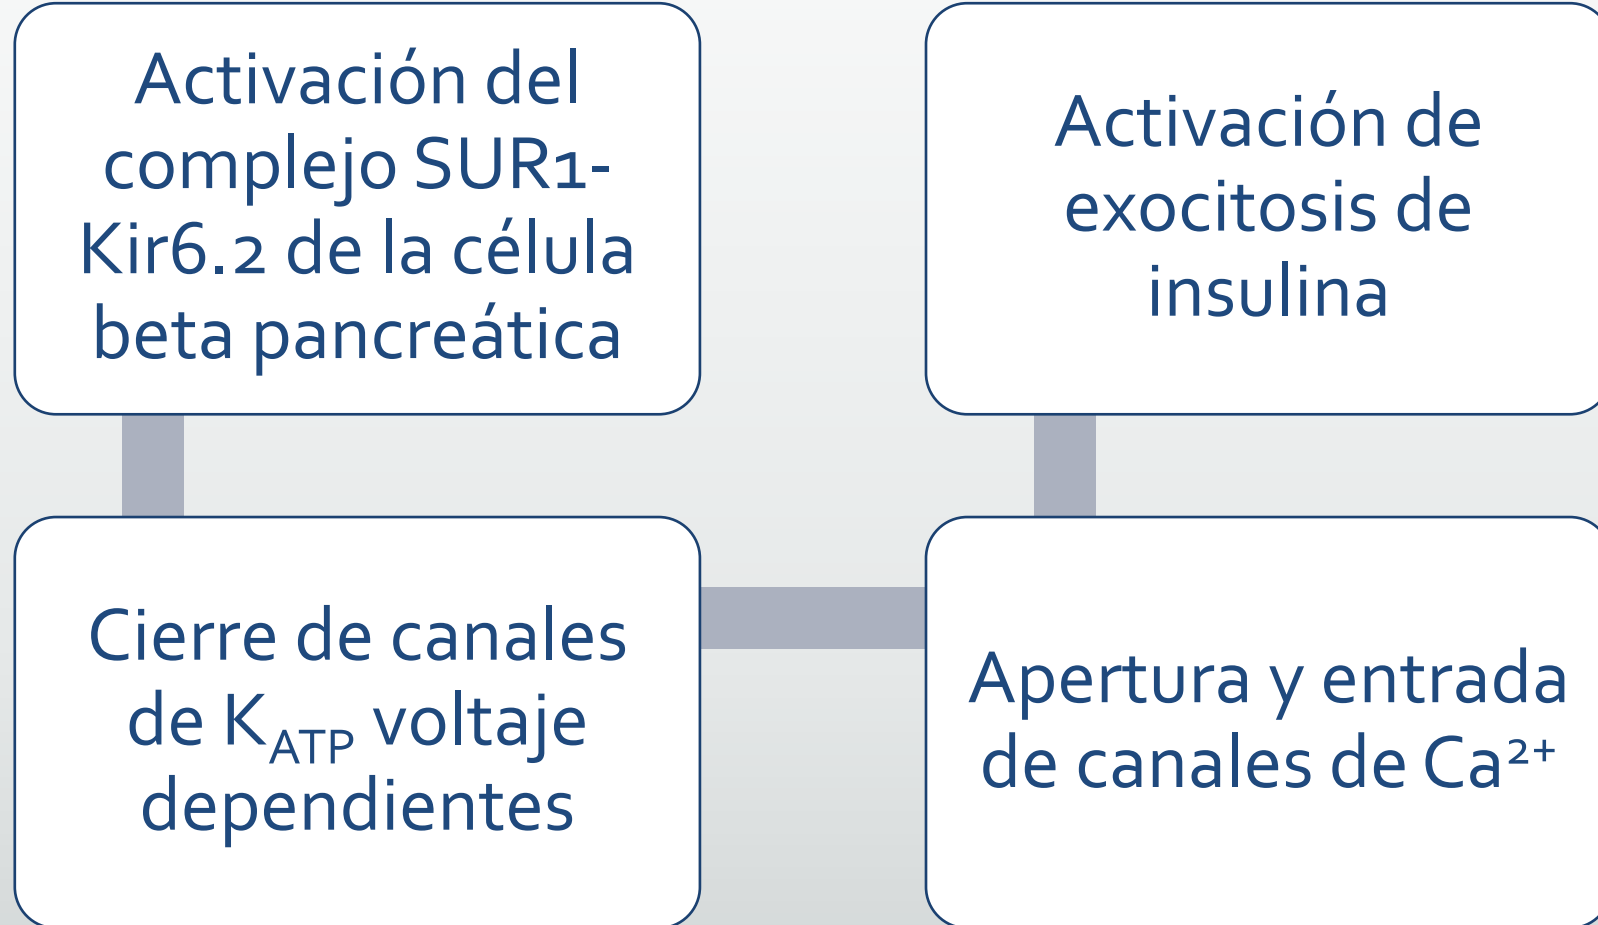 Activación del
complejo SUR1-
Kir6.2 de la célula
beta pancreática
Cierre de canales
de K_ATP voltaje
dependientes
Apertura y entrada
de canales de Ca²⁺
Activación de
exocitosis de
insulina